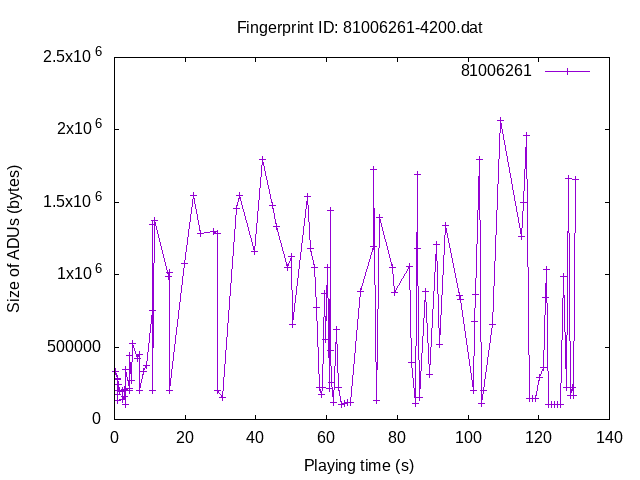 Fingerprint ID: 81006261-4200.dat
2.5x10^6
81006261
2x10^6
1.5x10^6
1x10^6
500000
0
Size of ADUs (bytes)
0 20 40 60 80 100 120 140
Playing time (s)